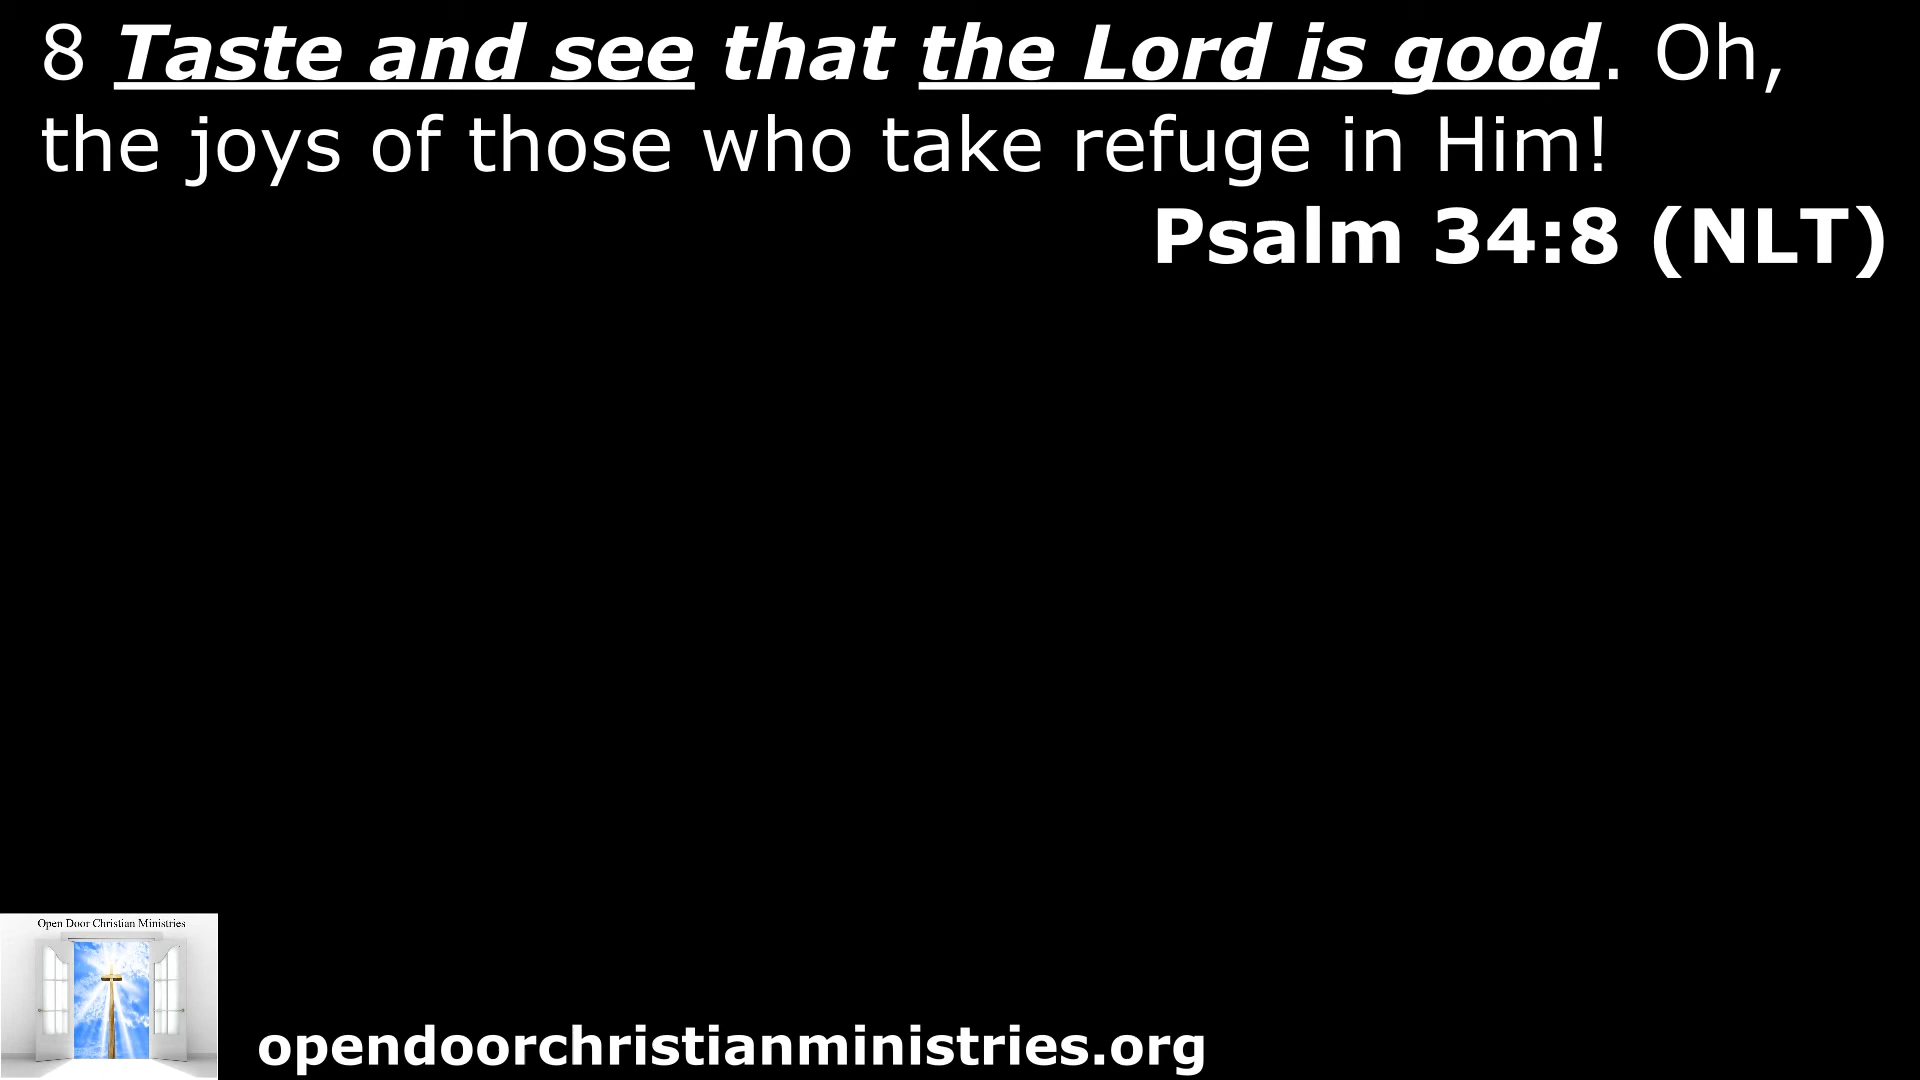 8 Taste and see that the Lord is good. Oh,
the joys of those who take refuge in Him!
Psalm 34:8 (NLT)
Open Door Christian Ministries
opendoorchristianministries.org